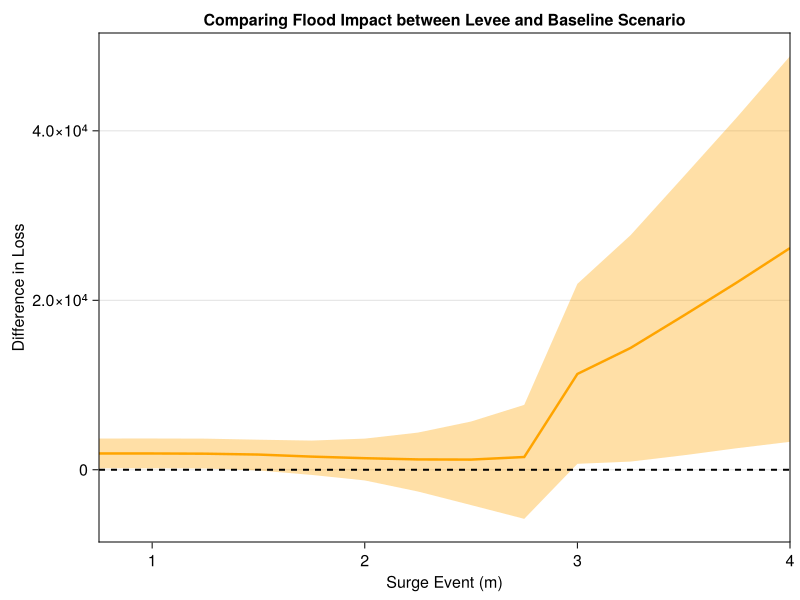 Comparing Flood Impact between Levee and Baseline Scenario
4.0×10⁴
2.0×10⁴
0
Difference in Loss
1
2
3
4
Surge Event (m)